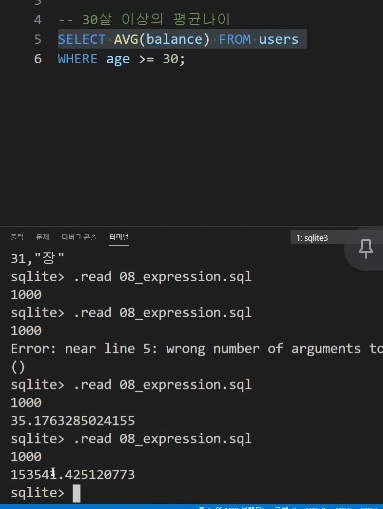 4 -- 30살 이상의 평균나이
5 SELECT AVG(balance) FROM users
6 WHERE age >= 30;
출력 문제 디버그 콘솔 터미널 1: sqlite3
31,"장"
sqlite> .read 08_expression.sql
1000
sqlite> .read 08_expression.sql
1000
Error: near line 5: wrong number of arguments to
()
sqlite> .read 08_expression.sql
1000
35.1763285024155
sqlite> .read 08_expression.sql
1000
153541.425120773
sqlite>